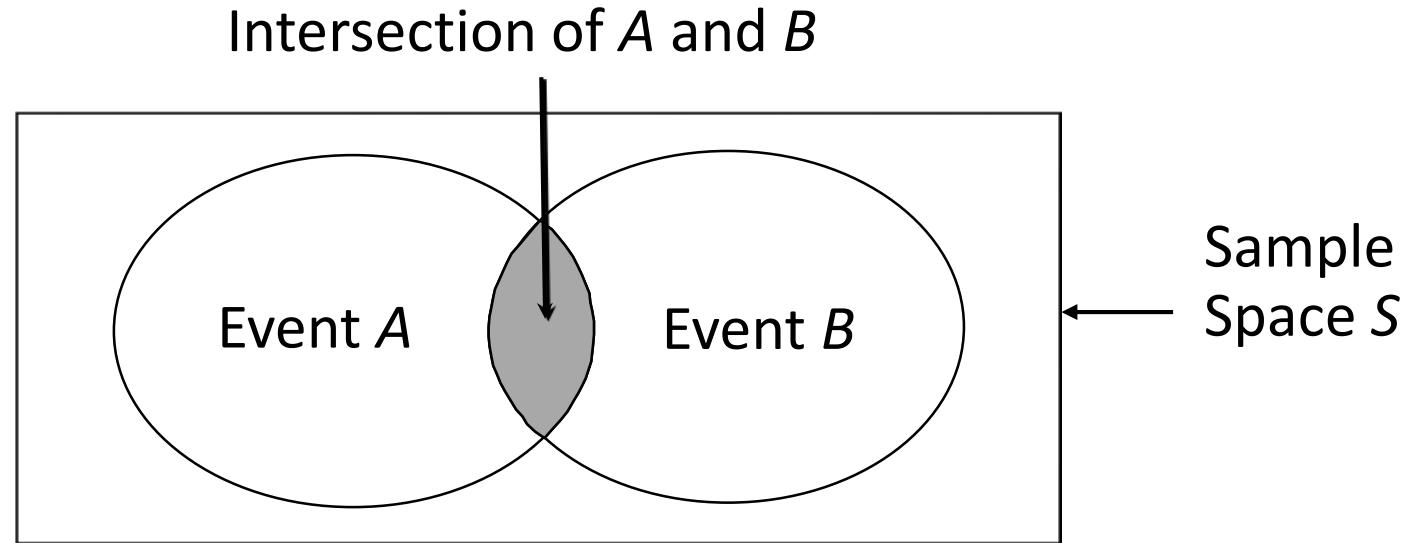 Intersection of A and B
Event A
Event B
Sample
Space S